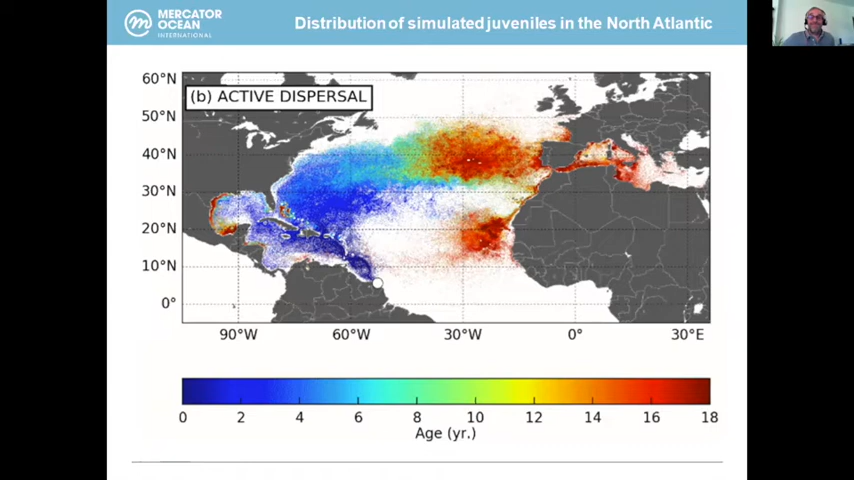 MERCATOR
OCEAN
INTERNATIONAL
Distribution of simulated juveniles in the North Atlantic
(b) ACTIVE DISPERSAL
60°N
50°N
40°N
30°N
20°N
10°N
0°
90°W 60°W 30°W 0° 30°E
0 2 4 6 8 10 12 14 16 18
Age (yr.)